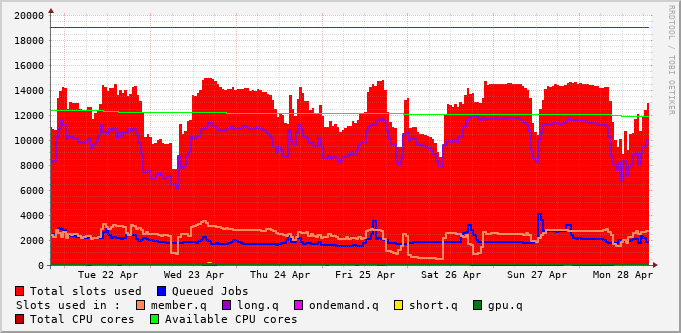 20000
18000
16000
14000
12000
10000
8000
6000
4000
2000
0
Tue 22 Apr Wed 23 Apr Thu 24 Apr Fri 25 Apr Sat 26 Apr Sun 27 Apr Mon 28 Apr
RRDTOOL / TOBI OETIKER
Total slots used Queued Jobs
Slots used in : member.q long.q ondemand.q short.q gpu.q
Total CPU cores Available CPU cores